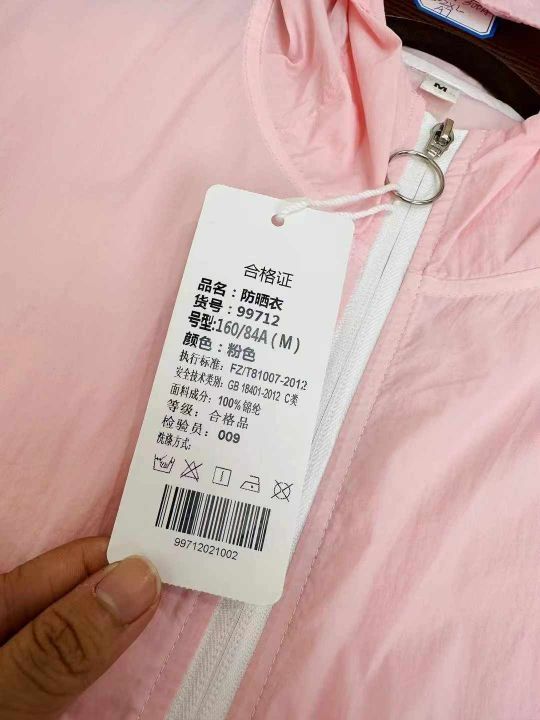 M
合格证
品名：防晒衣
货号：99712
号型:160/84A(M)
颜色：粉色
执行标准：FZ/T81007-2012
安全技术类别：GB 18401-2012 C类
面料成分：100%锦纶
等级：合格品
检验员：009
洗涤方式：
99712021002